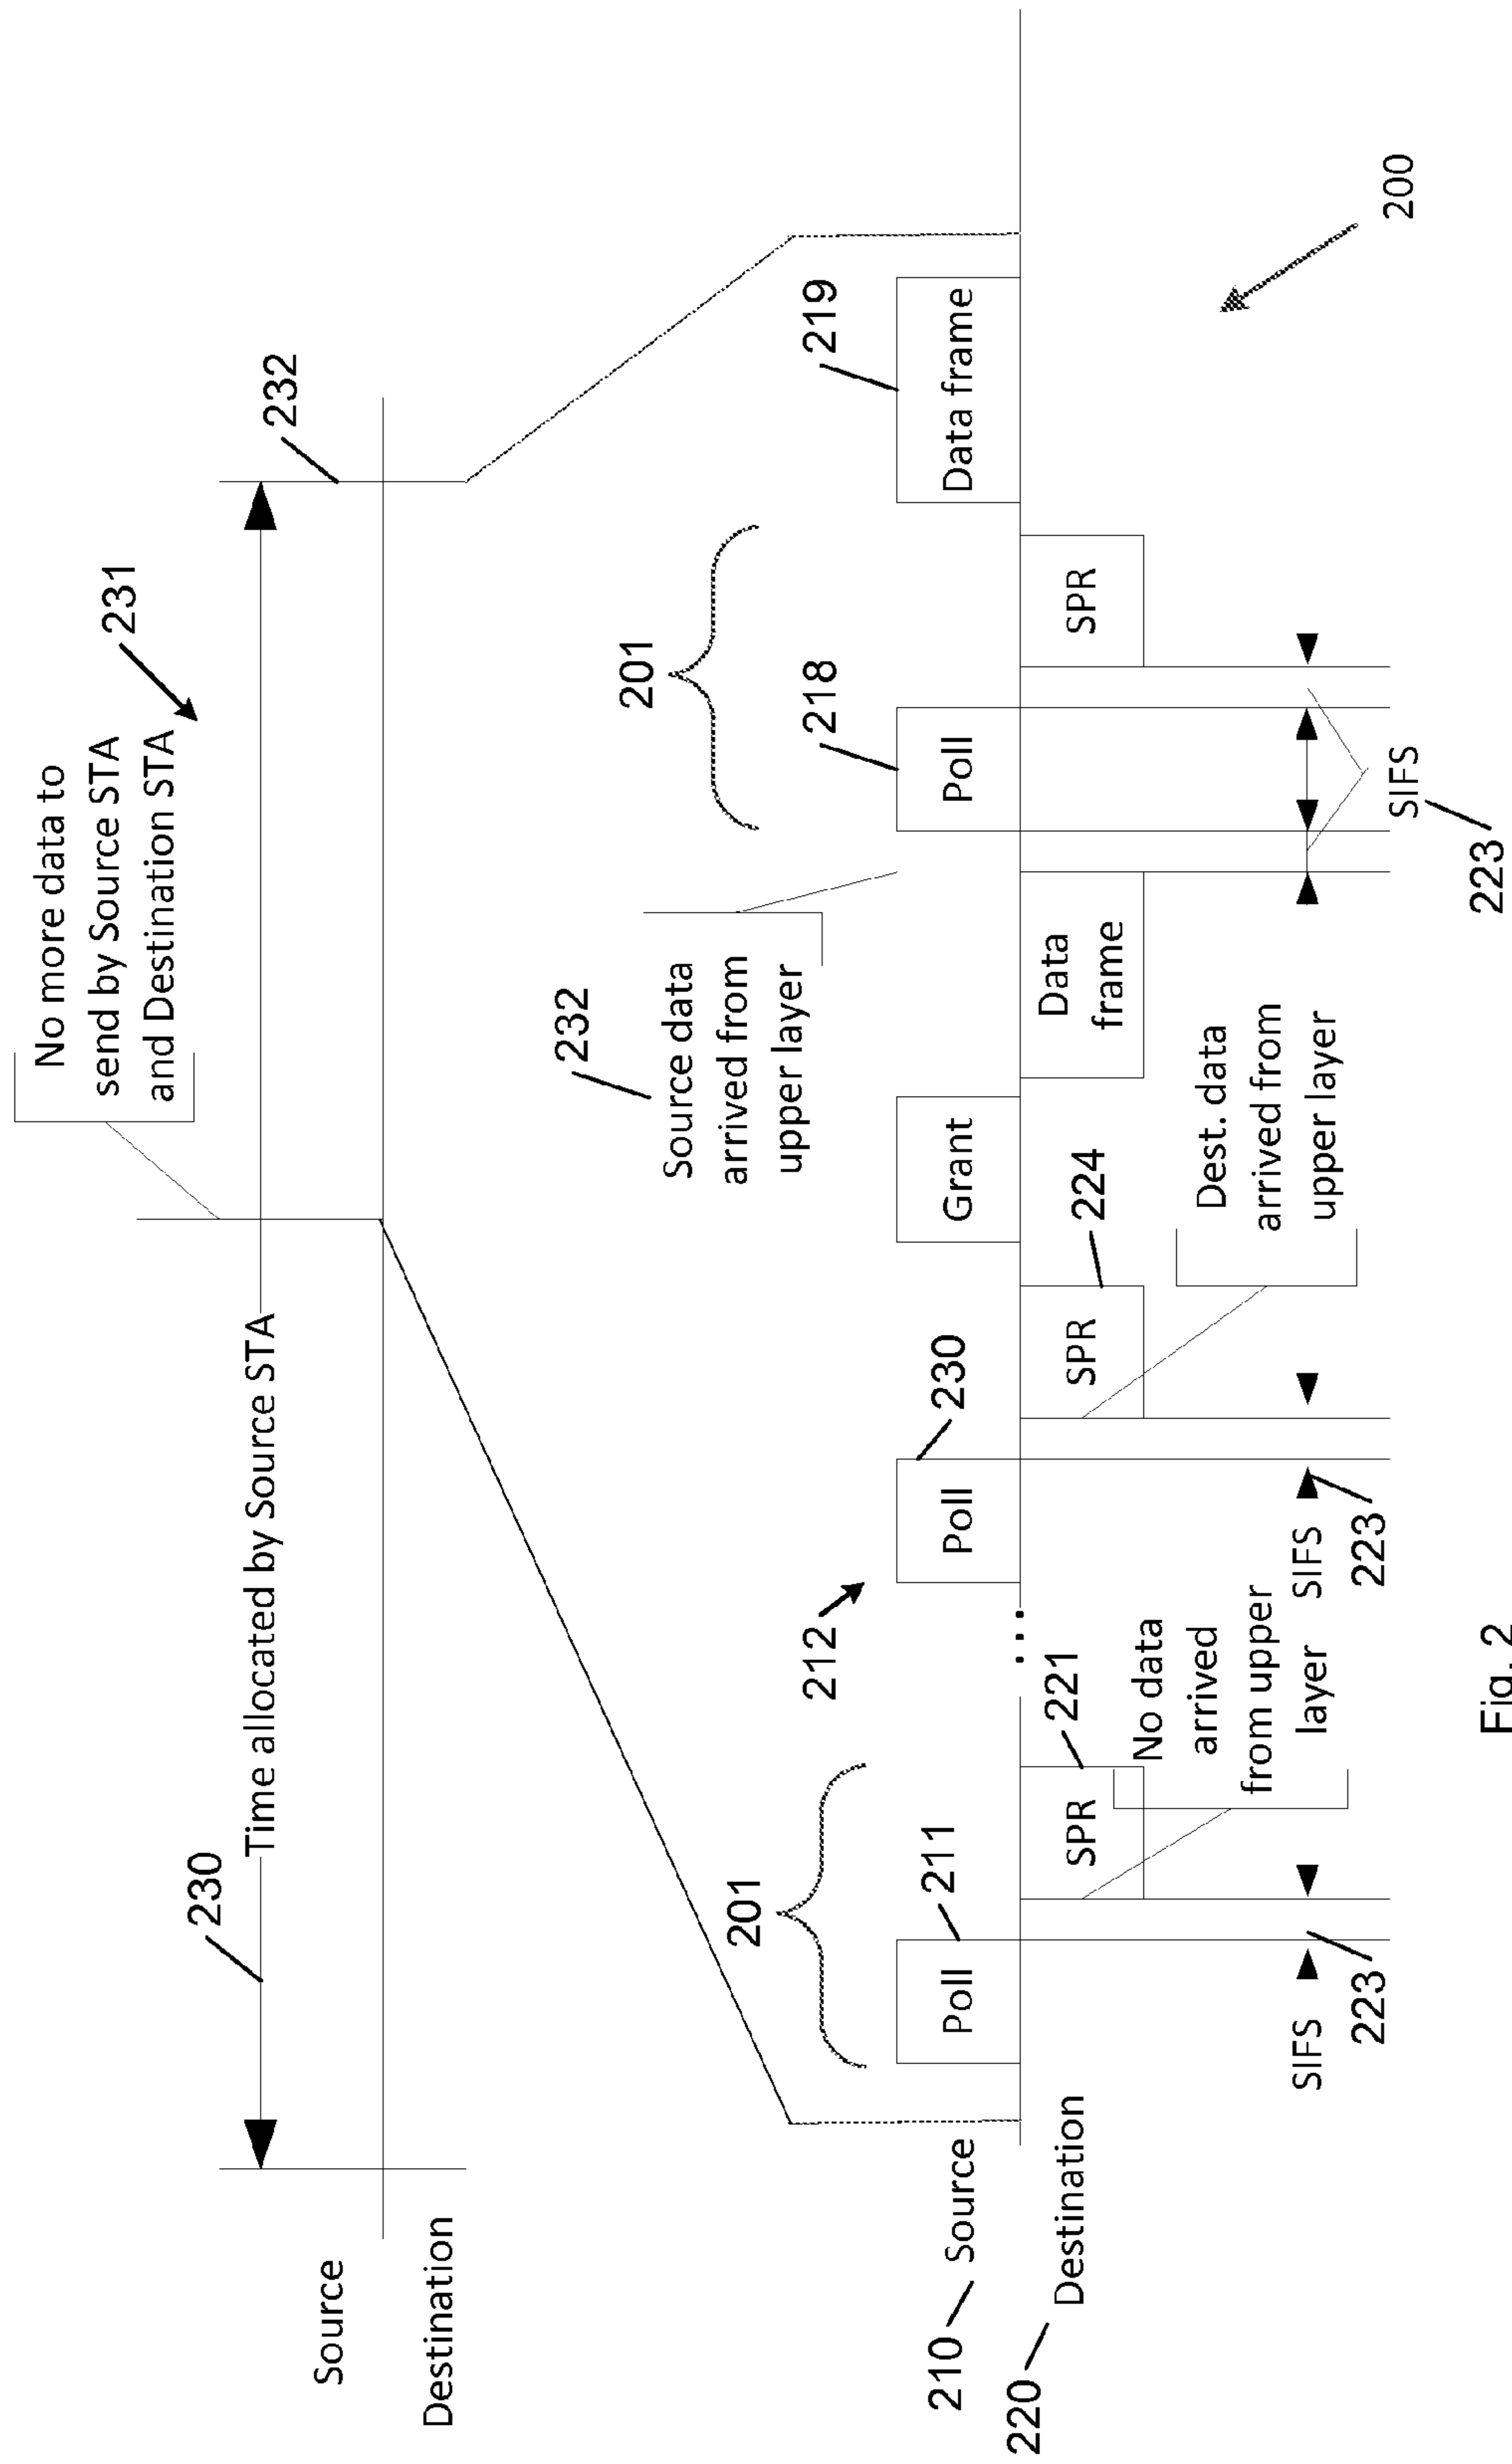 No more data to
send by Source STA
and Destination STA
231
230
Time allocated by Source STA
232
Source
Destination
232
Source data
arrived from
upper layer
201
201
212
211
230
218
219
210 Source
Poll
Poll
Grant
Poll
Data frame
220 Destination
SPR
221
SPR
224
Data
frame
SPR
No data
arrived
from upper
layer
Dest. data
arrived from
upper layer
SIFS
223
SIFS
223
SIFS
223
200
Fig. 2